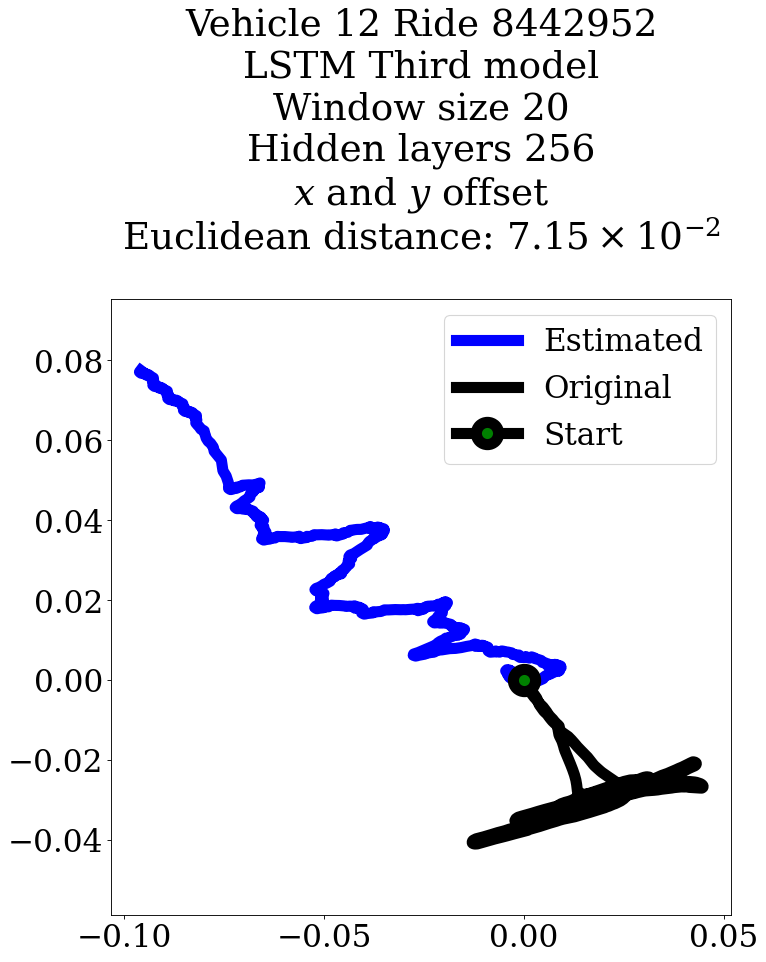 Vehicle 12 Ride 8442952
LSTM Third model
Window size 20
Hidden layers 256
x and y offset
Euclidean distance: 7.15 × 10⁻²
Estimated
Original
Start
0.08
0.06
0.04
0.02
0.00
−0.02
−0.04
−0.10
−0.05
0.00
0.05